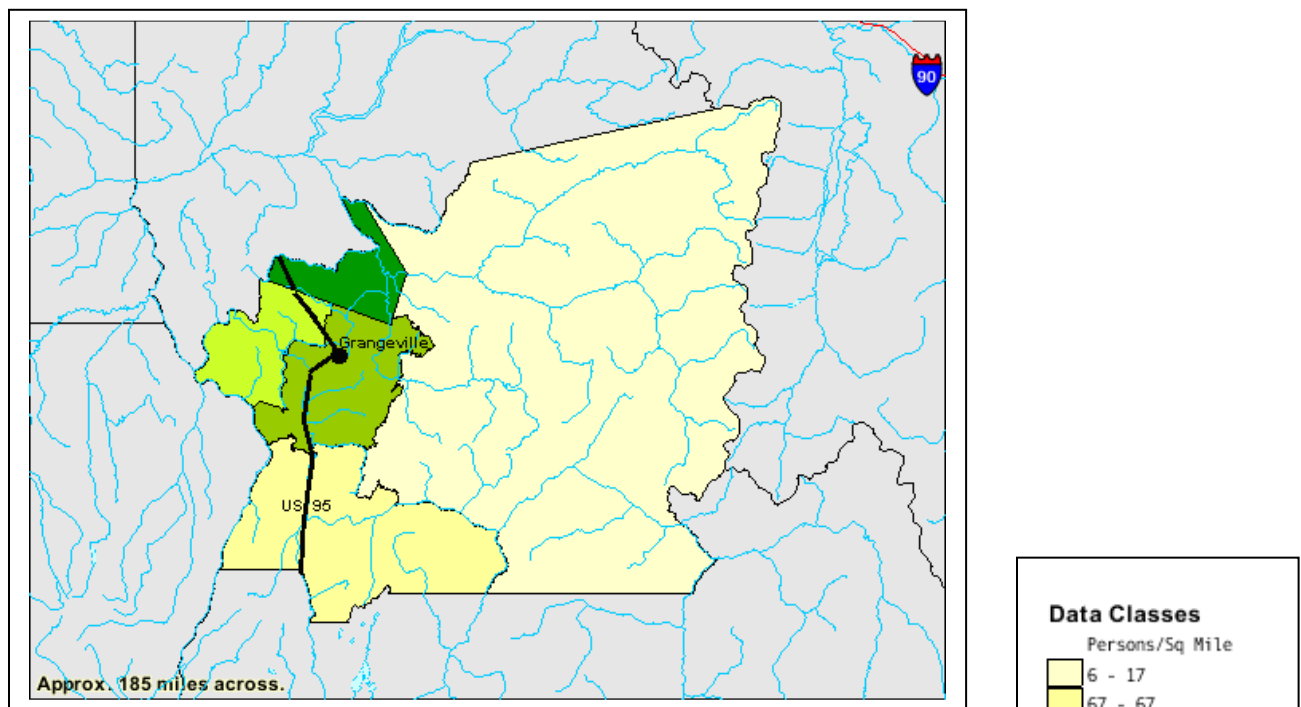 90
Grangeville
US 95
Approx. 185 miles across.
Data Classes
Persons/Sq Mile
6 - 17
67 - 67